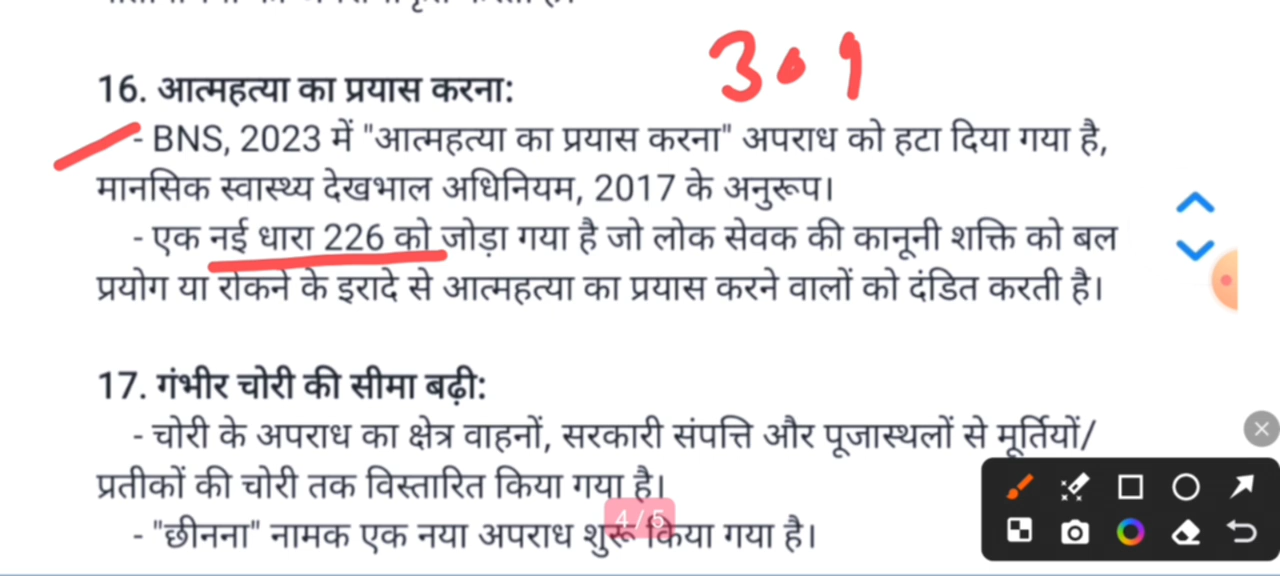 309
16. आत्महत्या का प्रयास करना:
- BNS, 2023 में "आत्महत्या का प्रयास करना" अपराध को हटा दिया गया है,
मानसिक स्वास्थ्य देखभाल अधिनियम, 2017 के अनुरूप।
- एक नई धारा 226 को जोड़ा गया है जो लोक सेवक की कानूनी शक्ति को बल
प्रयोग या रोकने के इरादे से आत्महत्या का प्रयास करने वालों को दंडित करती है।
17. गंभीर चोरी की सीमा बढ़ी:
- चोरी के अपराध का क्षेत्र वाहनों, सरकारी संपत्ति और पूजास्थलों से मूर्तियों/
प्रतीकों की चोरी तक विस्तारित किया गया है।
4 / 5
- "छीनना" नामक एक नया अपराध शुरू किया गया है।